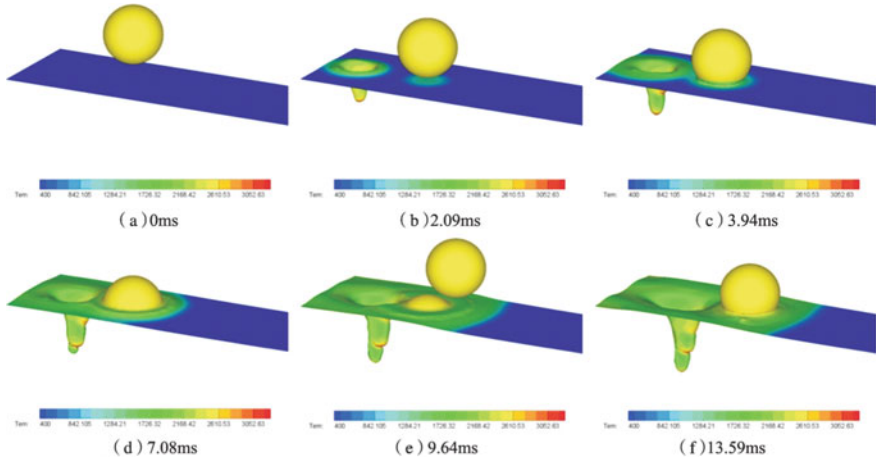 Tem: 400 842.105 1284.21 1726.32 2168.42 2610.53 3052.63
Tem: 400 842.105 1284.21 1726.32 2168.42 2610.53 3052.63
Tem: 400 842.105 1284.21 1726.32 2168.42 2610.53 3052.63
(a)0ms
(b)2.09ms
(c)3.94ms
Tem: 400 842.105 1284.21 1726.32 2168.42 2610.53 3052.63
Tem: 400 842.105 1284.21 1726.32 2168.42 2610.53 3052.63
Tem: 400 842.105 1284.21 1726.32 2168.42 2610.53 3052.63
(d)7.08ms
(e)9.64ms
(f)13.59ms